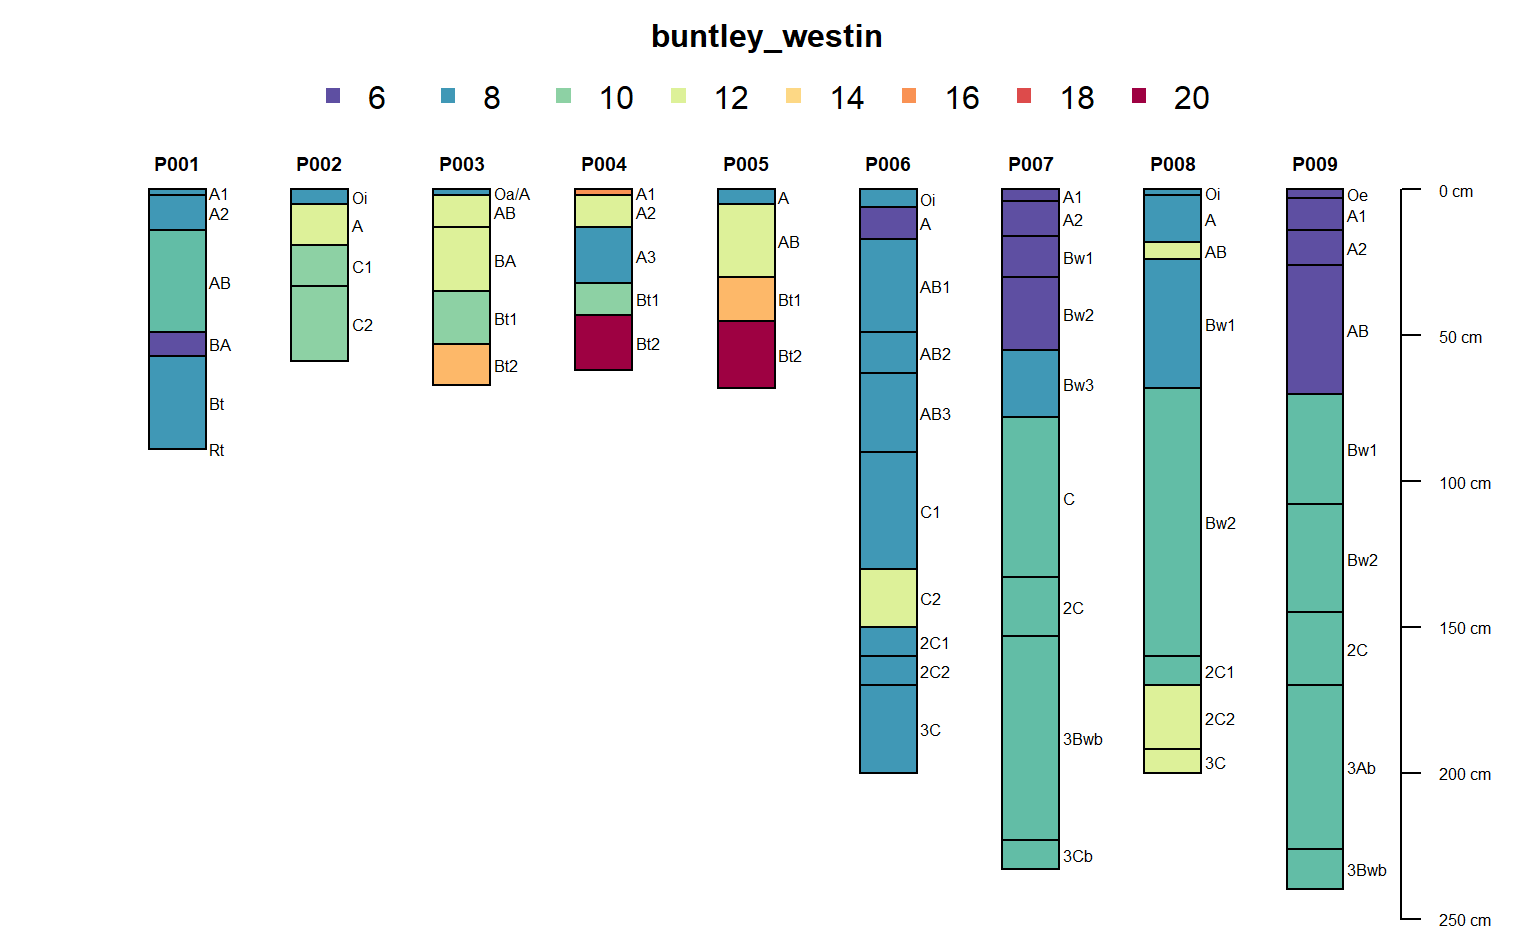 buntley_westin
6 8 10 12 14 16 18 20
P001 P002 P003 P004 P005 P006 P007 P008 P009
A1
A2
AB
BA
Bt
Rt
Oi
A
C1
C2
Oa/A
AB
BA
Bt1
Bt2
A1
A2
A3
Bt1
Bt2
A
AB
Bt1
Bt2
Oi
A
AB1
AB2
AB3
C1
C2
2C1
2C2
3C
A1
A2
Bw1
Bw2
Bw3
C
2C
3Bwb
3Cb
Oi
A
AB
Bw1
Bw2
2C1
2C2
3C
Oe
A1
A2
AB
Bw1
Bw2
2C
3Ab
3Bwb
0 cm
50 cm
100 cm
150 cm
200 cm
250 cm